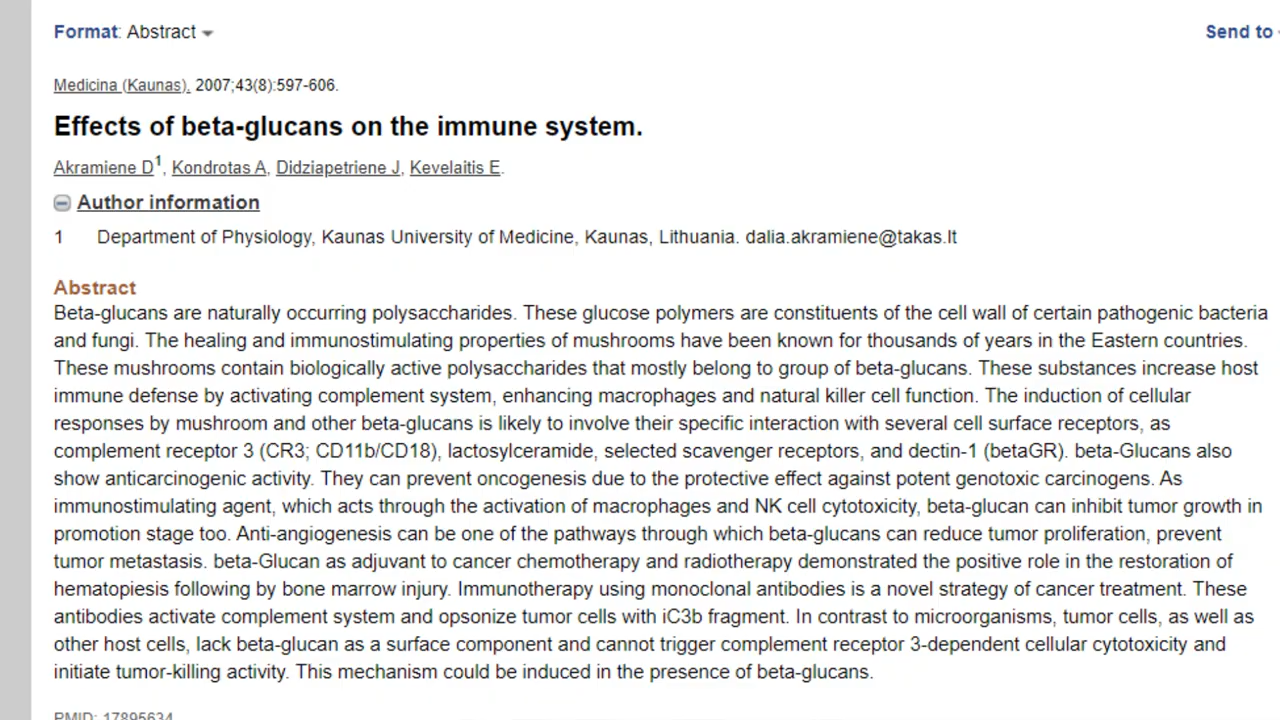 Format: Abstract
Send to
Medicina (Kaunas). 2007;43(8):597-606.
Effects of beta-glucans on the immune system.
Akramiene D1, Kondrotas A, Didziapetriene J, Kevelaitis E.
Author information
1 Department of Physiology, Kaunas University of Medicine, Kaunas, Lithuania. dalia.akramiene@takas.lt
Abstract
Beta-glucans are naturally occurring polysaccharides. These glucose polymers are constituents of the cell wall of certain pathogenic bacteria
and fungi. The healing and immunostimulating properties of mushrooms have been known for thousands of years in the Eastern countries.
These mushrooms contain biologically active polysaccharides that mostly belong to group of beta-glucans. These substances increase host
immune defense by activating complement system, enhancing macrophages and natural killer cell function. The induction of cellular
responses by mushroom and other beta-glucans is likely to involve their specific interaction with several cell surface receptors, as
complement receptor 3 (CR3; CD11b/CD18), lactosylceramide, selected scavenger receptors, and dectin-1 (betaGR). beta-Glucans also
show anticarcinogenic activity. They can prevent oncogenesis due to the protective effect against potent genotoxic carcinogens. As
immunostimulating agent, which acts through the activation of macrophages and NK cell cytotoxicity, beta-glucan can inhibit tumor growth in
promotion stage too. Anti-angiogenesis can be one of the pathways through which beta-glucans can reduce tumor proliferation, prevent
tumor metastasis. beta-Glucan as adjuvant to cancer chemotherapy and radiotherapy demonstrated the positive role in the restoration of
hematopiesis following by bone marrow injury. Immunotherapy using monoclonal antibodies is a novel strategy of cancer treatment. These
antibodies activate complement system and opsonize tumor cells with iC3b fragment. In contrast to microorganisms, tumor cells, as well as
other host cells, lack beta-glucan as a surface component and cannot trigger complement receptor 3-dependent cellular cytotoxicity and
initiate tumor-killing activity. This mechanism could be induced in the presence of beta-glucans.
PMID: 17895634